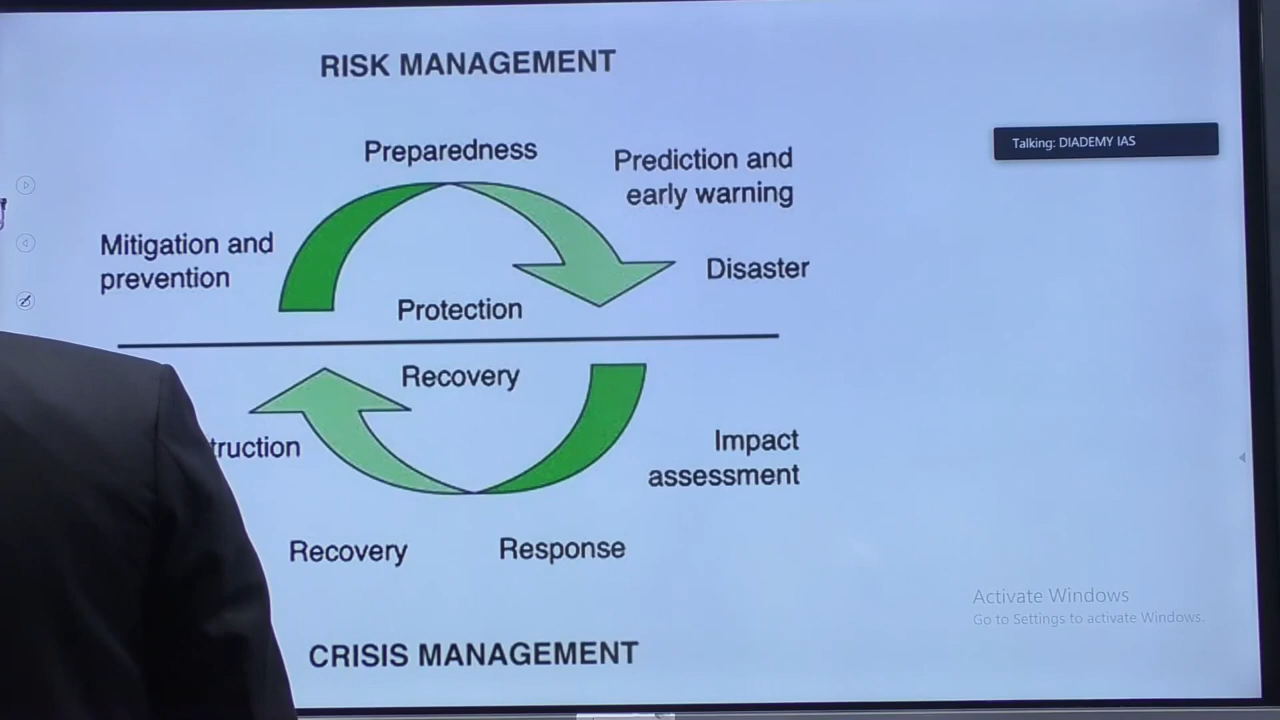 RISK MANAGEMENT
Talking: DIADEMY IAS
Preparedness
Prediction and
early warning
Mitigation and
prevention
Disaster
Protection
Recovery
truction
Impact
assessment
Recovery
Response
Activate Windows
Go to Settings to activate Windows.
CRISIS MANAGEMENT